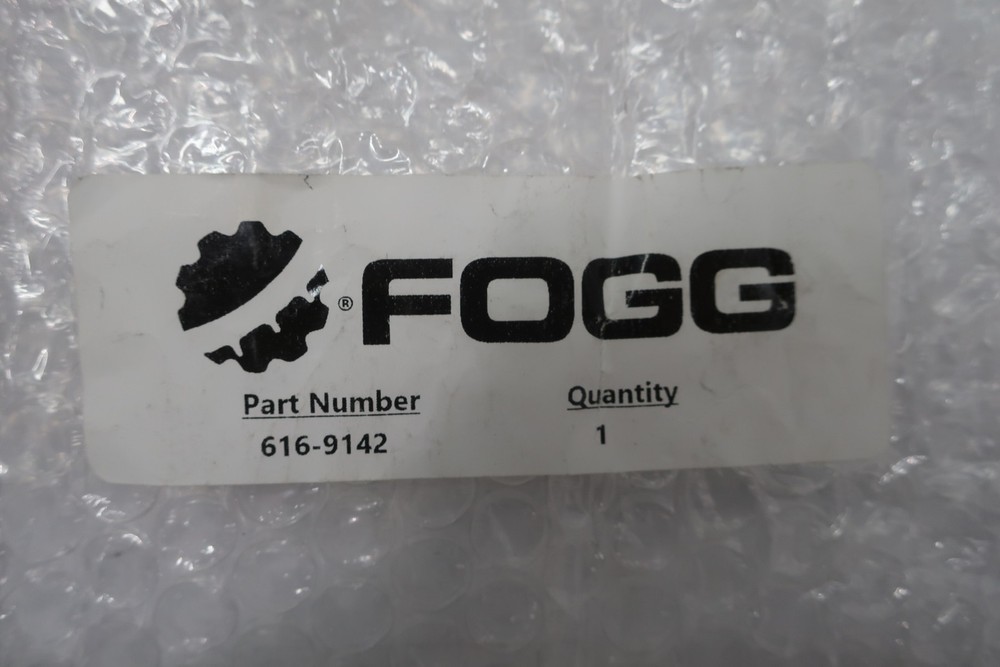 ® FOGG
Part Number Quantity
616-9142 1